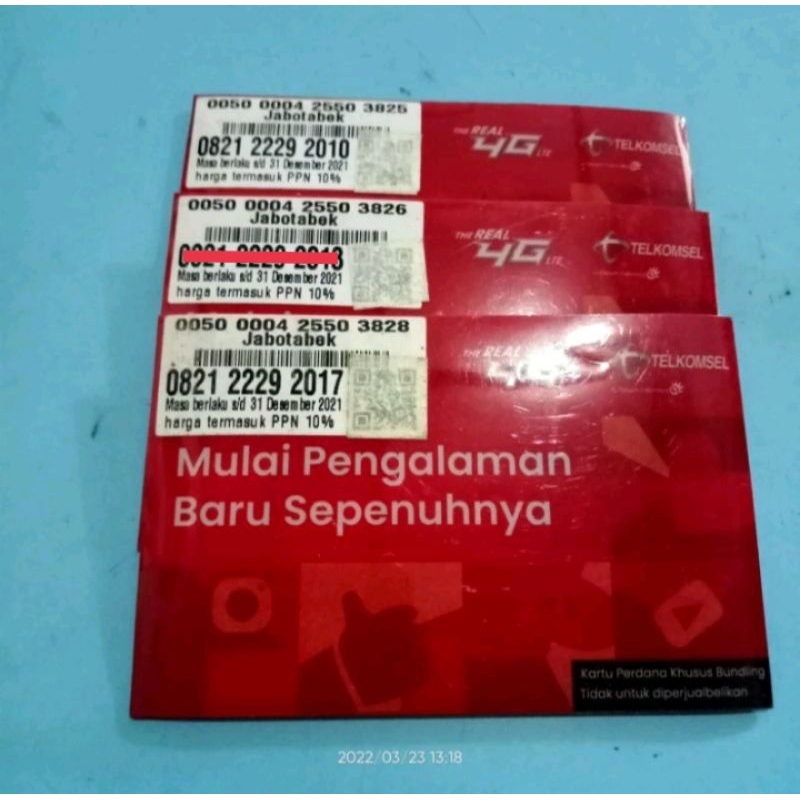 0050 0004 2550 3825
Jabotabek
0821 2229 2010
Masa berlaku s/d 31 Desember 2021
harga termasuk PPN 10%
THE REAL
4G LTE
TELKOMSEL
0050 0004 2550 3826
Jabotabek
Masa berlaku s/d 31 Desember 2021
harga termasuk PPN 10%
THE REAL
4G LTE
TELKOMSEL
0050 0004 2550 3828
Jabotabek
0821 2229 2017
Masa berlaku s/d 31 Desember 2021
harga termasuk PPN 10%
THE REAL
TELKOMSEL
Mulai Pengalaman
Baru Sepenuhnya
Kartu Perdana Khusus Bundling
Tidak untuk diperjualbelikan
2022/03/23 13:18